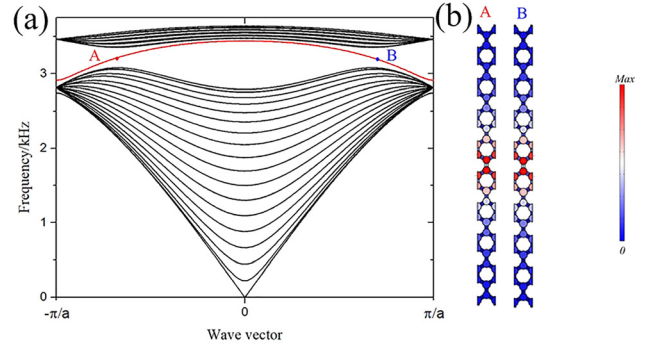 (a)
A
B
Frequency/kHz
3
2
1
0
-π/a
0
π/a
Wave vector
(b)
A
B
Max
0